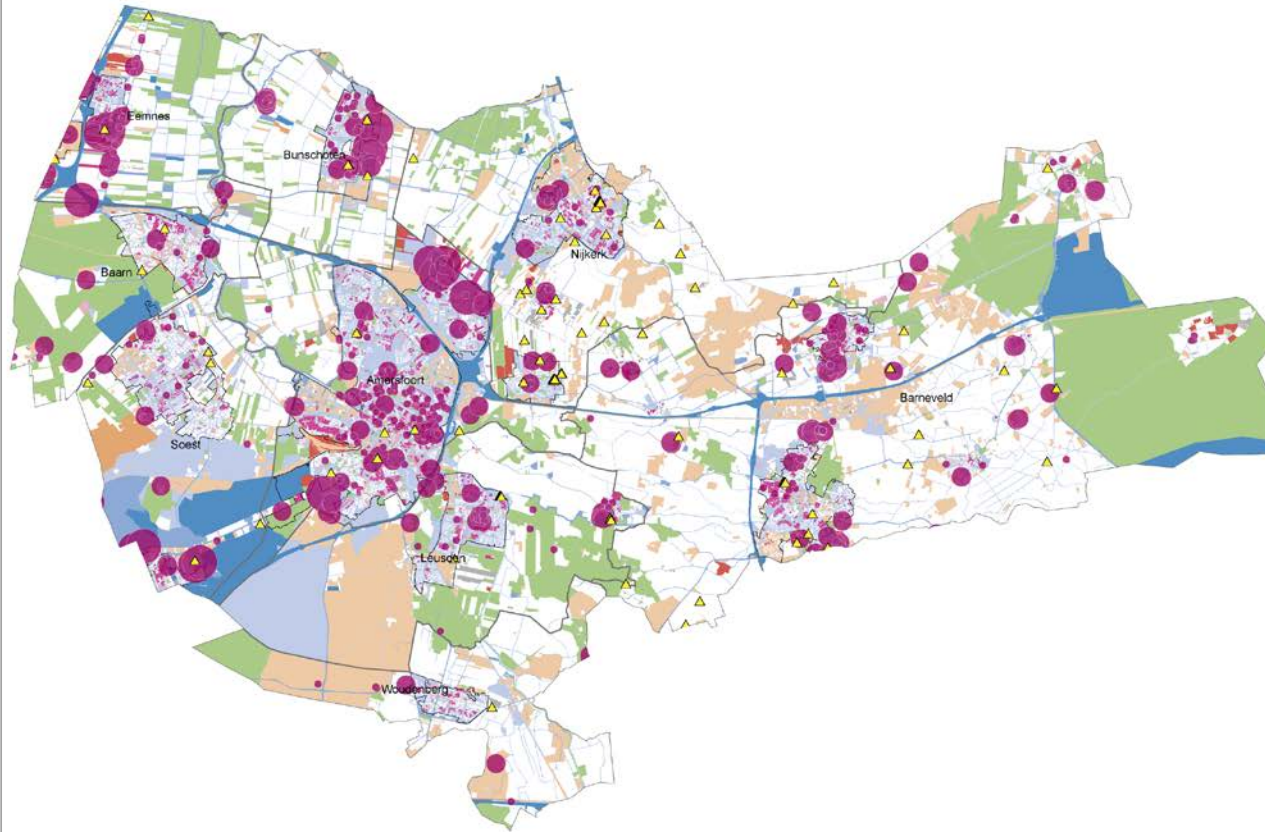 Eemnes
Bunschoten
Nijkerk
Baarn
Amersfoort
Barneveld
Soest
Leusden
Woudenberg